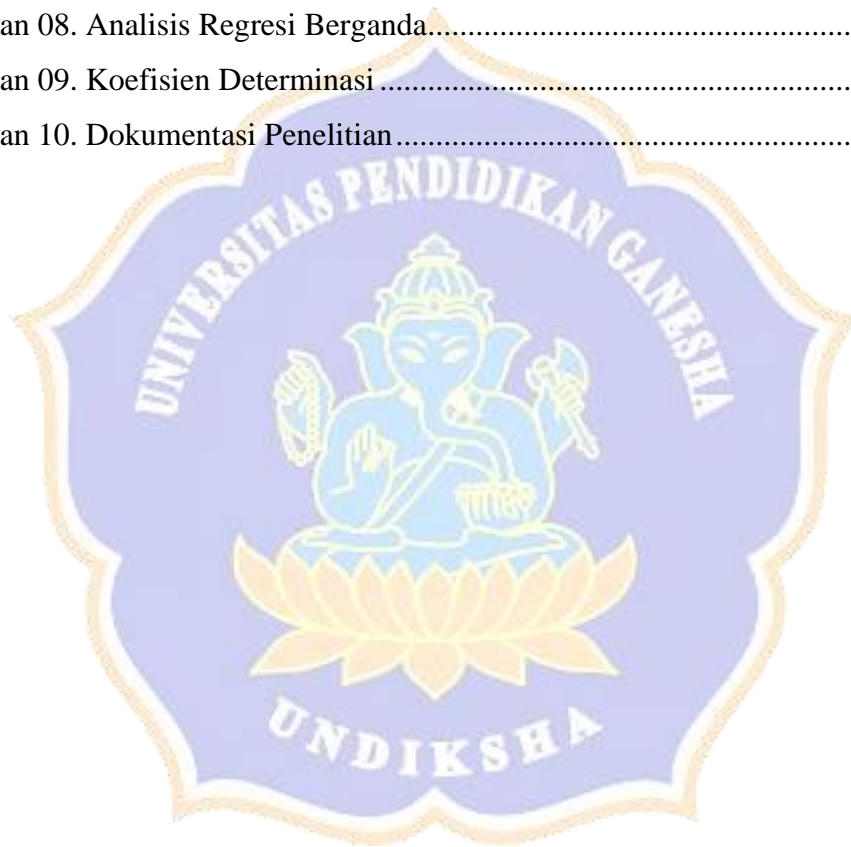 an 08. Analisis Regresi Berganda.....................................................
an 09. Koefisien Determinasi...........................................................
an 10. Dokumentasi Penelitian.........................................................
UNIVERSITAS PENDIDIKAN GANESHA
UNDIKSHA